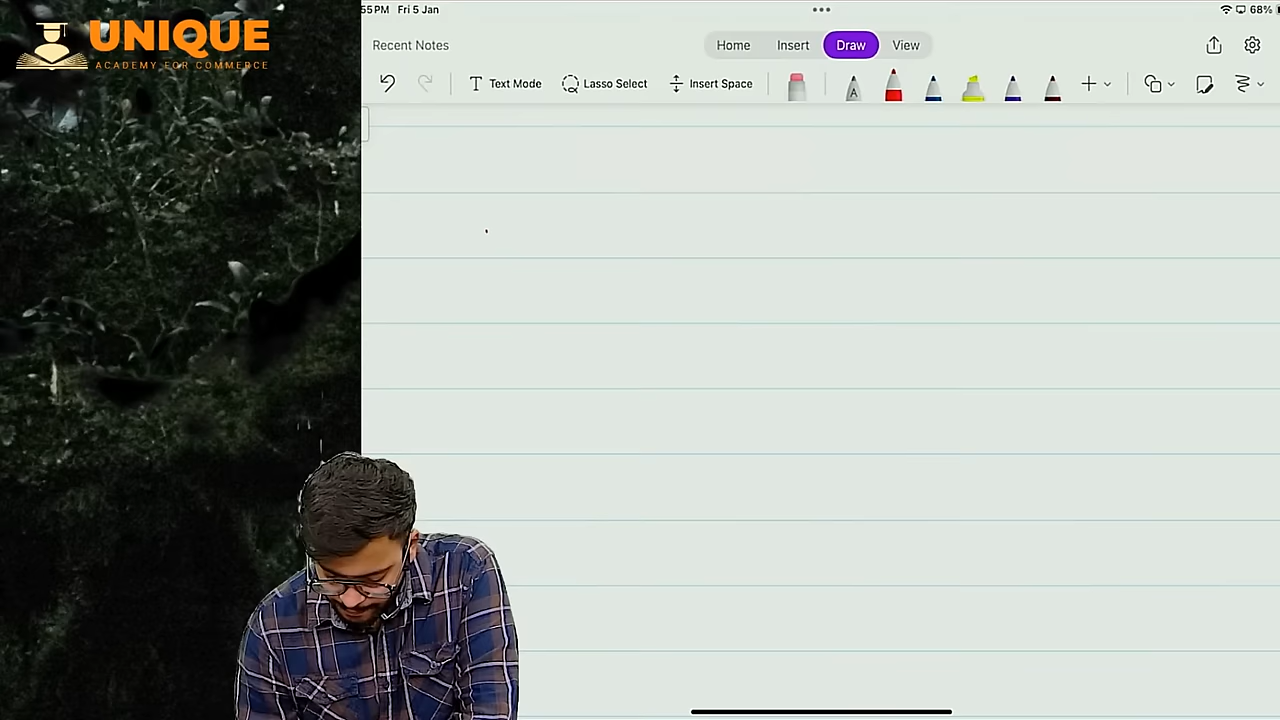 UNIQUE
ACADEMY FOR COMMERCE
55 PM Fri 5 Jan
68%
Recent Notes
Home
Insert
Draw
View
Text Mode
Lasso Select
Insert Space
A